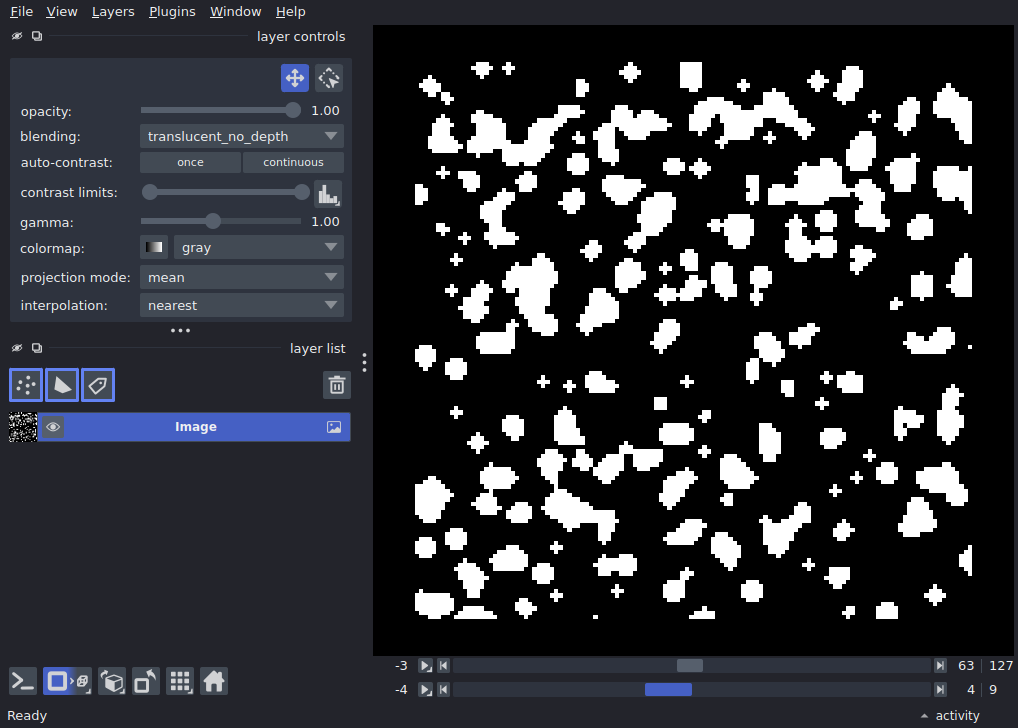 File View Layers Plugins Window Help
layer controls
opacity: 1.00
blending: translucent_no_depth
auto-contrast: once continuous
contrast limits:
gamma: 1.00
colormap: gray
projection mode: mean
interpolation: nearest
layer list
Image
-3 63 127
-4 4 9
Ready activity